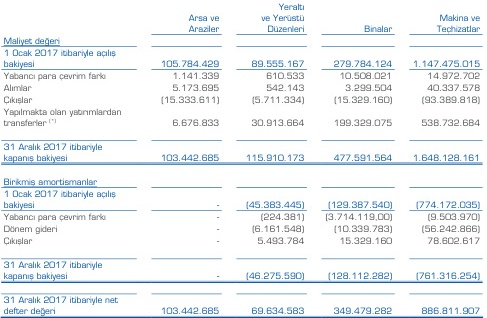 Yeraltı
Arsa ve ve Yerüstü Makina ve
Araziler Düzenleri Binalar Teçhizatlar
Maliyet değeri
1 Ocak 2017 itibariyle açılış
bakiyesi 105.784.429 89.555.167 279.784.124 1.147.475.015
Yabancı para çevrim farkı 1.141.339 610.533 10.508.021 14.972.702
Alımlar 5.173.695 542.143 3.299.504 40.337.578
Çıkışlar (15.333.611) (5.711.334) (15.329.160) (93.389.818)
Yapılmakta olan yatırımlardan
transferler (*) 6.676.833 30.913.664 199.329.075 538.732.684
31 Aralık 2017 itibariyle
kapanış bakiyesi 103.442.685 115.910.173 477.591.564 1.648.128.161
Birikmiş amortismanlar
1 Ocak 2017 itibariyle açılış
bakiyesi - (45.383.445) (129.387.540) (774.172.035)
Yabancı para çevrim farkı - (224.381) (3.714.119,00) (9.503.970)
Dönem gideri - (6.161.548) (10.339.783) (56.242.866)
Çıkışlar - 5.493.784 15.329.160 78.602.617
31 Aralık 2017 itibariyle
kapanış bakiyesi - (46.275.590) (128.112.282) (761.316.254)
31 Aralık 2017 itibariyle net
defter değeri 103.442.685 69.634.583 349.479.282 886.811.907